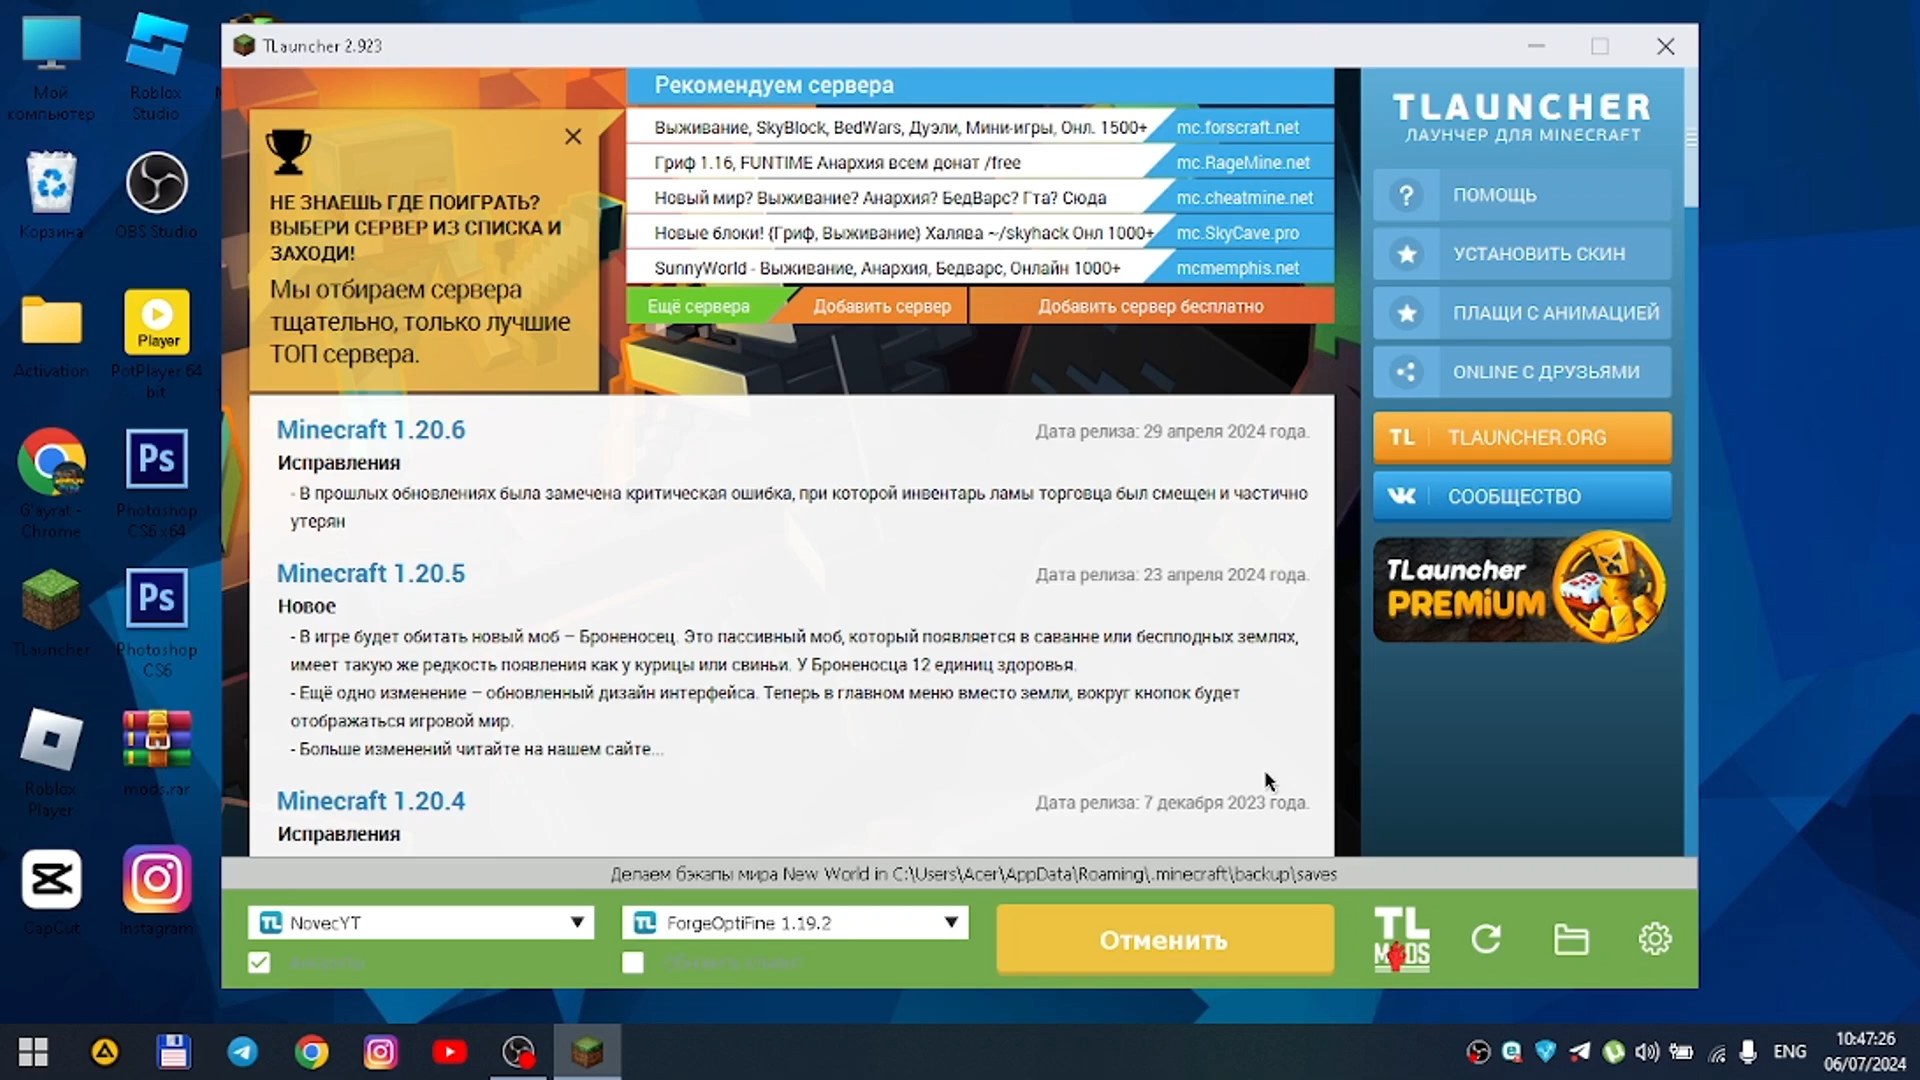 Мой
компьютер
Roblox
Studio
Корзина
OBS Studio
Activation
Player
PotPlayer 64
bit
G'ayrat -
Chrome
Ps
Photoshop
CS6 x64
TLauncher
Ps
Photoshop
CS6
Roblox
Player
mods.rar
CapCut
Instagram
TLauncher 2.923
НЕ ЗНАЕШЬ ГДЕ ПОИГРАТЬ?
ВЫБЕРИ СЕРВЕР ИЗ СПИСКА И
ЗАХОДИ!
Мы отбираем сервера
тщательно, только лучшие
ТОП сервера.
Рекомендуем сервера
Выживание, SkyBlock, BedWars, Дуэли, Мини-игры, Онл. 1500+ mc.forscraft.net
Гриф 1.16, FUNTIME Анархия всем донат /free mc.RageMine.net
Новый мир? Выживание? Анархия? БедВарс? Гта? Сюда mc.cheatmine.net
Новые блоки! (Гриф, Выживание) Халява ~/skyhack Онл 1000+ mc.SkyCave.pro
SunnyWorld - Выживание, Анархия, Бедварс, Онлайн 1000+ mcmemphis.net
Ещё сервера Добавить сервер Добавить сервер бесплатно
Minecraft 1.20.6 Дата релиза: 29 апреля 2024 года.
Исправления
- В прошлых обновлениях была замечена критическая ошибка, при которой инвентарь ламы торговца был смещен и частично
утерян
Minecraft 1.20.5 Дата релиза: 23 апреля 2024 года.
Новое
- В игре будет обитать новый моб – Броненосец. Это пассивный моб, который появляется в саванне или бесплодных землях,
имеет такую же редкость появления как у курицы или свиньи. У Броненосца 12 единиц здоровья.
- Ещё одно изменение – обновленный дизайн интерфейса. Теперь в главном меню вместо земли, вокруг кнопок будет
отображаться игровой мир.
- Больше изменений читайте на нашем сайте...
Minecraft 1.20.4 Дата релиза: 7 декабря 2023 года.
Исправления
TLAUNCHER
ЛАУНЧЕР ДЛЯ MINECRAFT
ПОМОЩЬ
УСТАНОВИТЬ СКИН
ПЛАЩИ С АНИМАЦИЕЙ
ONLINE С ДРУЗЬЯМИ
TL TLAUNCHER.ORG
СООБЩЕСТВО
TLauncher
PREMIUM
Делаем бэкапы мира New World in C:\Users\Acer\AppData\Roaming\.minecraft\backup\saves
TL NovecYT
TL ForgeOptiFine 1.19.2
Отменить
TL
MODS
ENG
10:47:26
06/07/2024